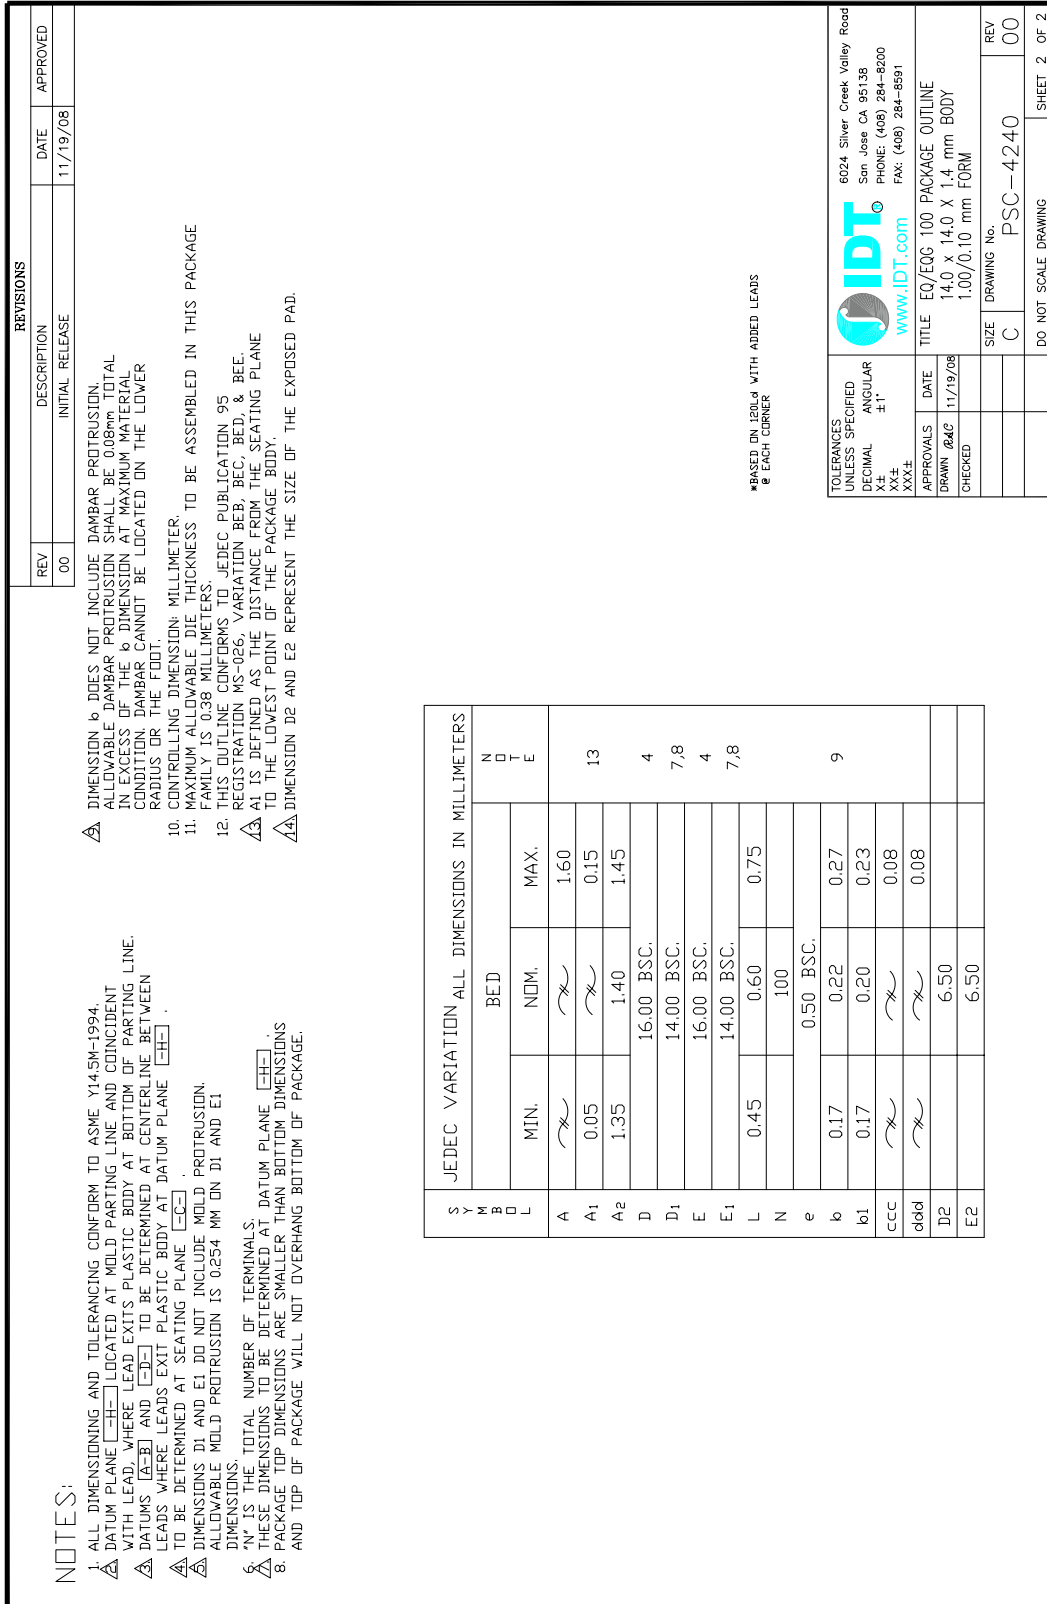 REVISIONS
REV DESCRIPTION DATE APPROVED
00 INITIAL RELEASE 11/19/08
NOTES:
1. ALL DIMENSIONING AND TOLERANCING CONFORM TO ASME Y14.5M-1994.
2. DATUM PLANE -H- LOCATED AT MOLD PARTING LINE AND COINCIDENT
WITH LEAD, WHERE LEAD EXITS PLASTIC BODY AT BOTTOM OF PARTING LINE.
3. DATUMS A-B AND -D- TO BE DETERMINED AT CENTERLINE BETWEEN
LEADS WHERE LEADS EXIT PLASTIC BODY AT DATUM PLANE -H- .
4. TO BE DETERMINED AT SEATING PLANE -C- .
5. DIMENSIONS D1 AND E1 DO NOT INCLUDE MOLD PROTRUSION.
ALLOWABLE MOLD PROTRUSION IS 0.254 MM ON D1 AND E1
DIMENSIONS.
6. "N" IS THE TOTAL NUMBER OF TERMINALS.
7. THESE DIMENSIONS TO BE DETERMINED AT DATUM PLANE -H- .
8. PACKAGE TOP DIMENSIONS ARE SMALLER THAN BOTTOM DIMENSIONS
AND TOP OF PACKAGE WILL NOT OVERHANG BOTTOM OF PACKAGE.
9. DIMENSION b DOES NOT INCLUDE DAMBAR PROTRUSION.
ALLOWABLE DAMBAR PROTRUSION SHALL BE 0.08mm TOTAL
IN EXCESS OF THE b DIMENSION AT MAXIMUM MATERIAL
CONDITION. DAMBAR CANNOT BE LOCATED ON THE LOWER
RADIUS OR THE FOOT.
10. CONTROLLING DIMENSION: MILLIMETER.
11. MAXIMUM ALLOWABLE DIE THICKNESS TO BE ASSEMBLED IN THIS PACKAGE
FAMILY IS 0.38 MILLIMETERS.
12. THIS OUTLINE CONFORMS TO JEDEC PUBLICATION 95
REGISTRATION MS-026, VARIATION BEB, BEC, BED, & BEE.
13. A1 IS DEFINED AS THE DISTANCE FROM THE SEATING PLANE
TO THE LOWEST POINT OF THE PACKAGE BODY.
14. DIMENSION D2 AND E2 REPRESENT THE SIZE OF THE EXPOSED PAD.
SYMBOL JEDEC VARIATION ALL DIMENSIONS IN MILLIMETERS
BED NOTE
MIN. NOM. MAX.
A 1.60
A1 0.05 0.15 13
A2 1.35 1.40 1.45
D 16.00 BSC. 4
D1 14.00 BSC. 7,8
E 16.00 BSC. 4
E1 14.00 BSC. 7,8
L 0.45 0.60 0.75
N 100
e 0.50 BSC.
b 0.17 0.22 0.27 9
b1 0.17 0.20 0.23
ccc 0.08
ddd 0.08
D2 6.50
E2 6.50
*BASED ON 120Ld WITH ADDED LEADS
@ EACH CORNER
TOLERANCES
UNLESS SPECIFIED
DECIMAL ANGULAR
X± ±1°
XX±
XXX±
APPROVALS DATE
DRAWN RAC 11/19/08
CHECKED
IDT®
www.IDT.com
6024 Silver Creek Valley Road
San Jose CA 95138
PHONE: (408) 284-8200
FAX: (408) 284-8591
TITLE EQ/EQG 100 PACKAGE OUTLINE
14.0 x 14.0 X 1.4 mm BODY
1.00/0.10 mm FORM
SIZE DRAWING No. REV
C PSC-4240 00
DO NOT SCALE DRAWING SHEET 2 OF 2